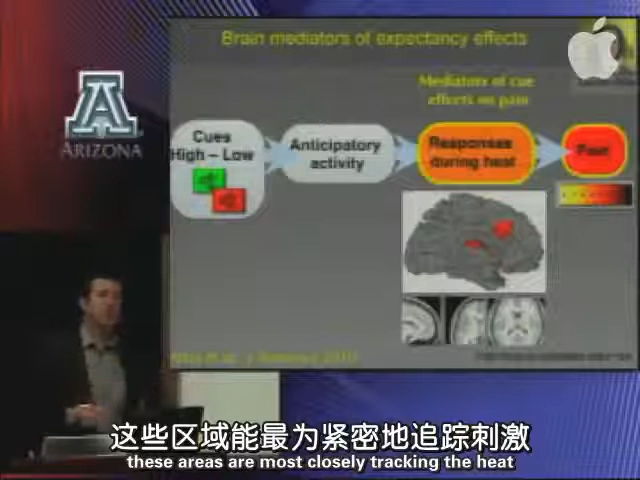 Brain mediators of expectancy effects
Mediators of cue
effects on pain
Cues
High – Low
Anticipatory
activity
Responses
during heat
Pain
ARIZONA
这些区域能最为紧密地追踪刺激
these areas are most closely tracking the heat